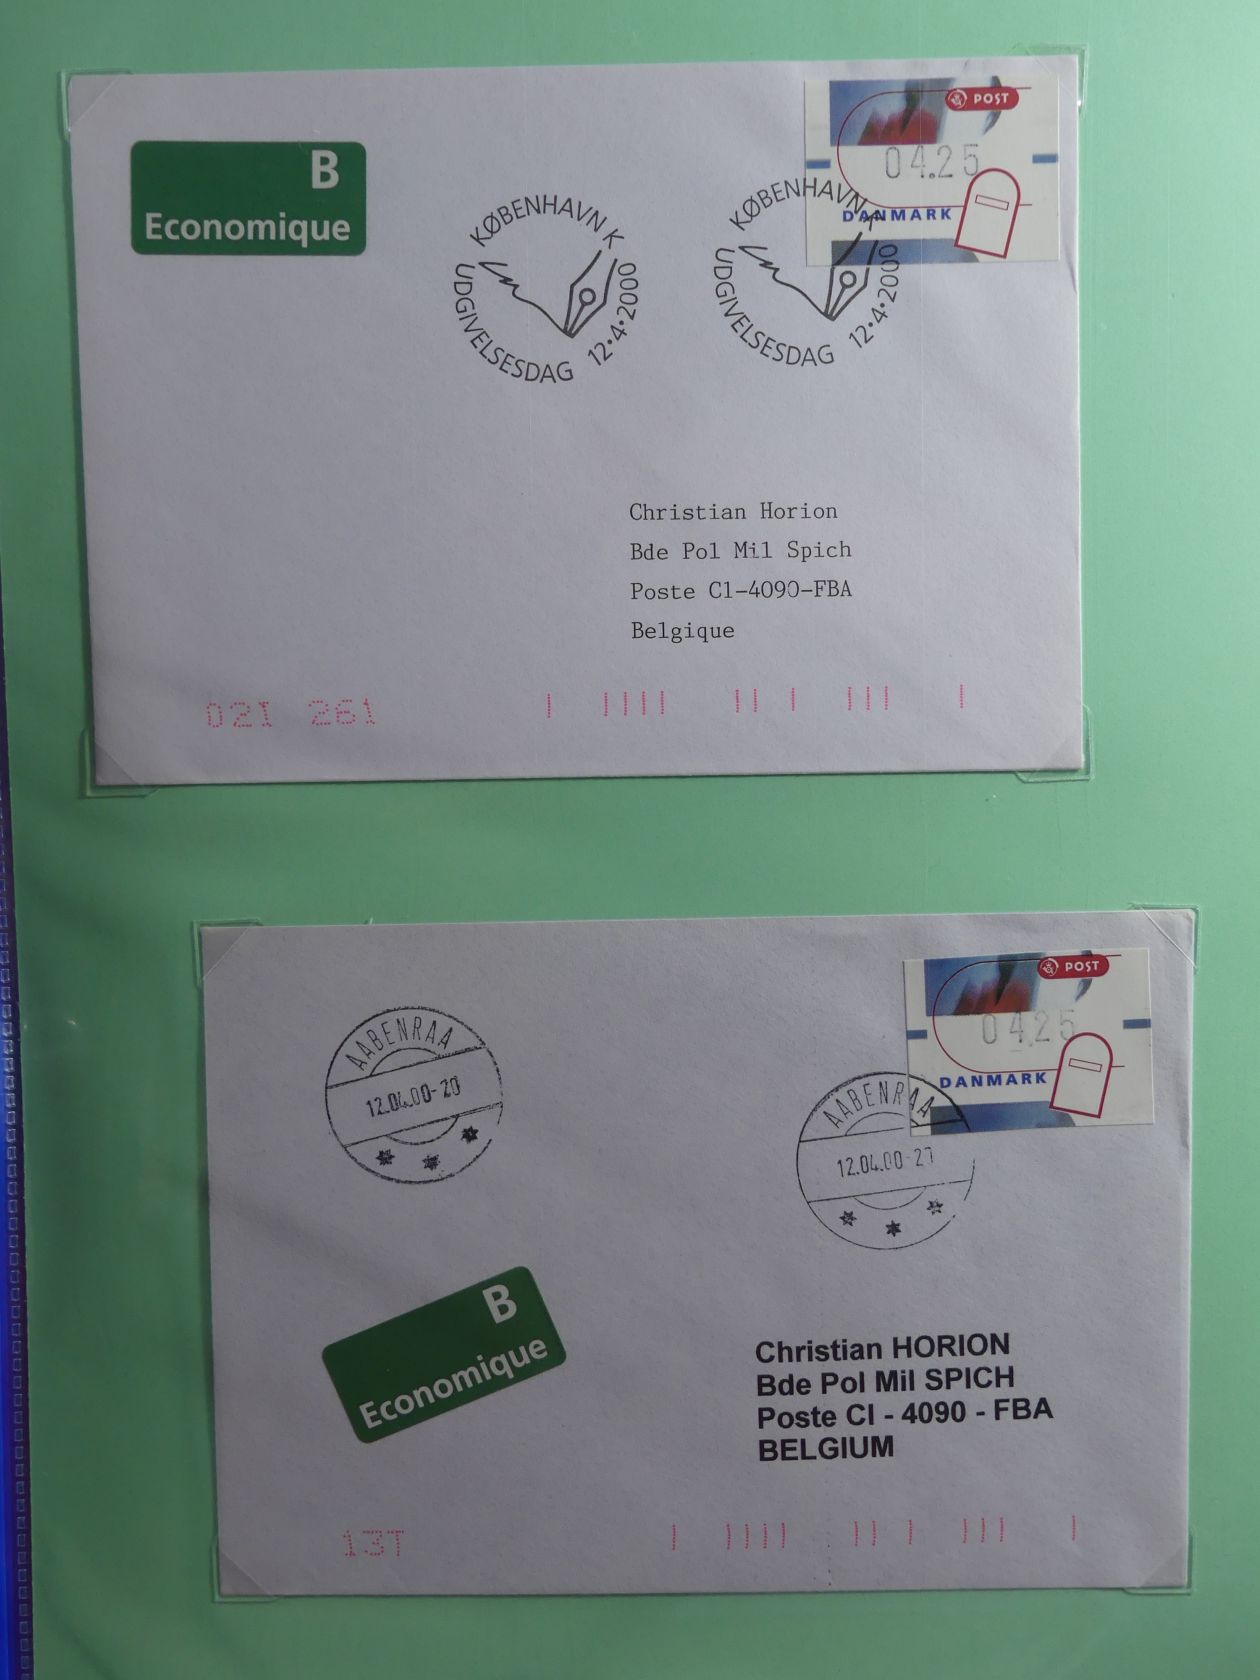 POST
04.25
DANMARK
B
Economique
KØBENHAVN K
UDGIVELSESDAG 12•4•2000
KØBENHAVN K
UDGIVELSESDAG 12•4•2000
Christian Horion
Bde Pol Mil Spich
Poste C1-4090-FBA
Belgique
02I 261
POST
04.25
DANMARK
AABENRAA
12.04.00-20
AABENRAA
12.04.00-21
B
Economique
Christian HORION
Bde Pol Mil SPICH
Poste CI - 4090 - FBA
BELGIUM
13T